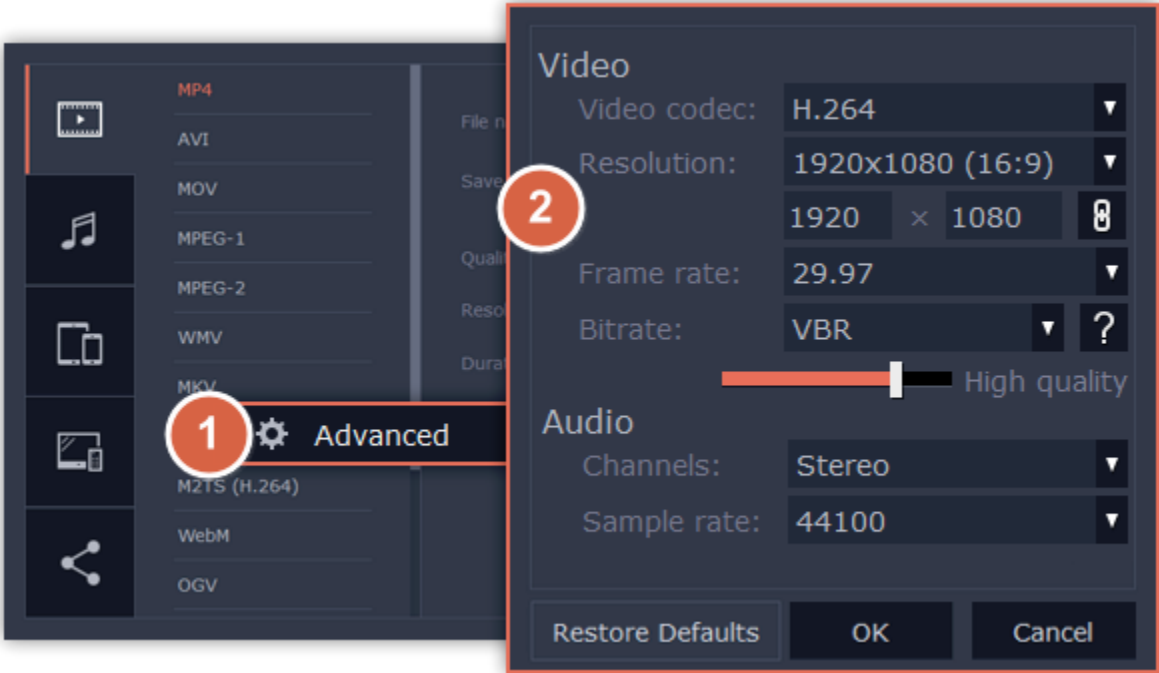 MP4
AVI
MOV
MPEG-1
MPEG-2
WMV
MKV
1 Advanced
M2TS (H.264)
WebM
OGV
File n
Save
Quali
Resol
Durat
2
Video
Video codec: H.264
Resolution: 1920x1080 (16:9)
1920 × 1080
Frame rate: 29.97
Bitrate: VBR ?
High quality
Audio
Channels: Stereo
Sample rate: 44100
Restore Defaults OK Cancel